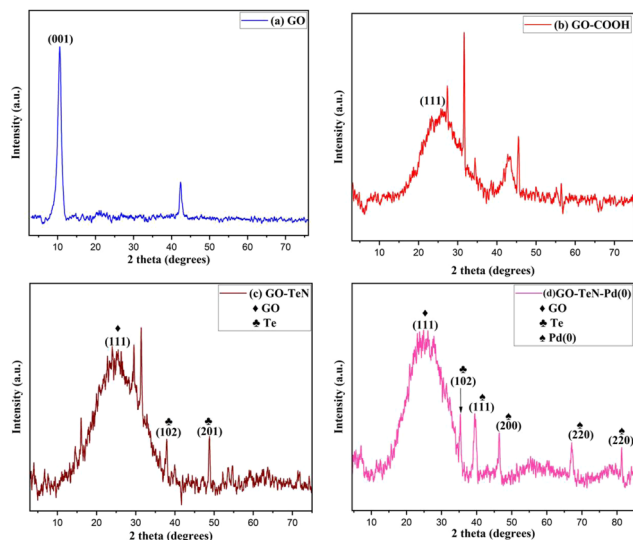 (a) GO
(001)
Intensity (a.u.)
10 20 30 40 50 60 70
2 theta (degrees)
(b) GO-COOH
(111)
Intensity (a.u.)
10 20 30 40 50 60 70
2 theta (degrees)
(c) GO-TeN
♦ GO
♣ Te
♦
(111)
♣
(102)
♣
(201)
Intensity (a.u.)
10 20 30 40 50 60 70
2 theta (degrees)
(d)GO-TeN-Pd(0)
♦ GO
♣ Te
♠ Pd(0)
♦
(111)
♣
(102)
♠
(111)
♠
(200)
♠
(220)
♠
(220)
Intensity (a.u.)
10 20 30 40 50 60 70 80
2 theta (degrees)